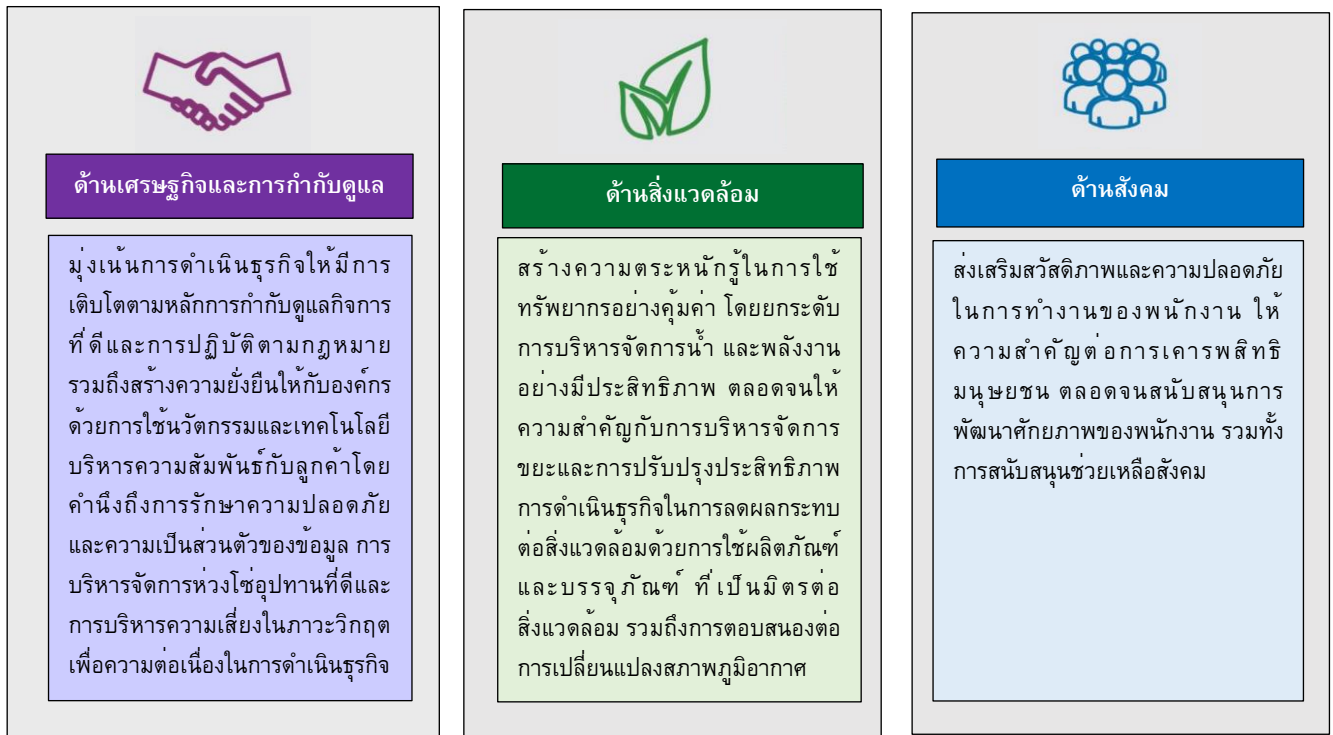 ด้านเศรษฐกิจและการกำกับดูแล
มุ่งเน้นการดำเนินธุรกิจให้มีการ
เติบโตตามหลักการกำกับดูแลกิจการ
ที่ดีและการปฏิบัติตามกฎหมาย
รวมถึงสร้างความยั่งยืนให้กับองค์กร
ด้วยการใช้นวัตกรรมและเทคโนโลยี
บริหารความสัมพันธ์กับลูกค้าโดย
คำนึงถึงการรักษาความปลอดภัย
และความเป็นส่วนตัวของข้อมูล การ
บริหารจัดการห่วงโซ่อุปทานที่ดีและ
การบริหารความเสี่ยงในภาวะวิกฤต
เพื่อความต่อเนื่องในการดำเนินธุรกิจ
ด้านสิ่งแวดล้อม
สร้างความตระหนักรู้ในการใช้
ทรัพยากรอย่างคุ้มค่า โดยยกระดับ
การบริหารจัดการน้ำ และพลังงาน
อย่างมีประสิทธิภาพ ตลอดจนให้
ความสำคัญกับการบริหารจัดการ
ขยะและการปรับปรุงประสิทธิภาพ
การดำเนินธุรกิจในการลดผลกระทบ
ต่อสิ่งแวดล้อมด้วยการใช้ผลิตภัณฑ์
และบรรจุภัณฑ์ ที่เป็นมิตรต่อ
สิ่งแวดล้อม รวมถึงการตอบสนองต่อ
การเปลี่ยนแปลงสภาพภูมิอากาศ
ด้านสังคม
ส่งเสริมสวัสดิภาพและความปลอดภัย
ในการทำงานของพนักงาน ให้
ความสำคัญต่อการเคารพสิทธิ
มนุษยชน ตลอดจนสนับสนุนการ
พัฒนาศักยภาพของพนักงาน รวมทั้ง
การสนับสนุนช่วยเหลือสังคม